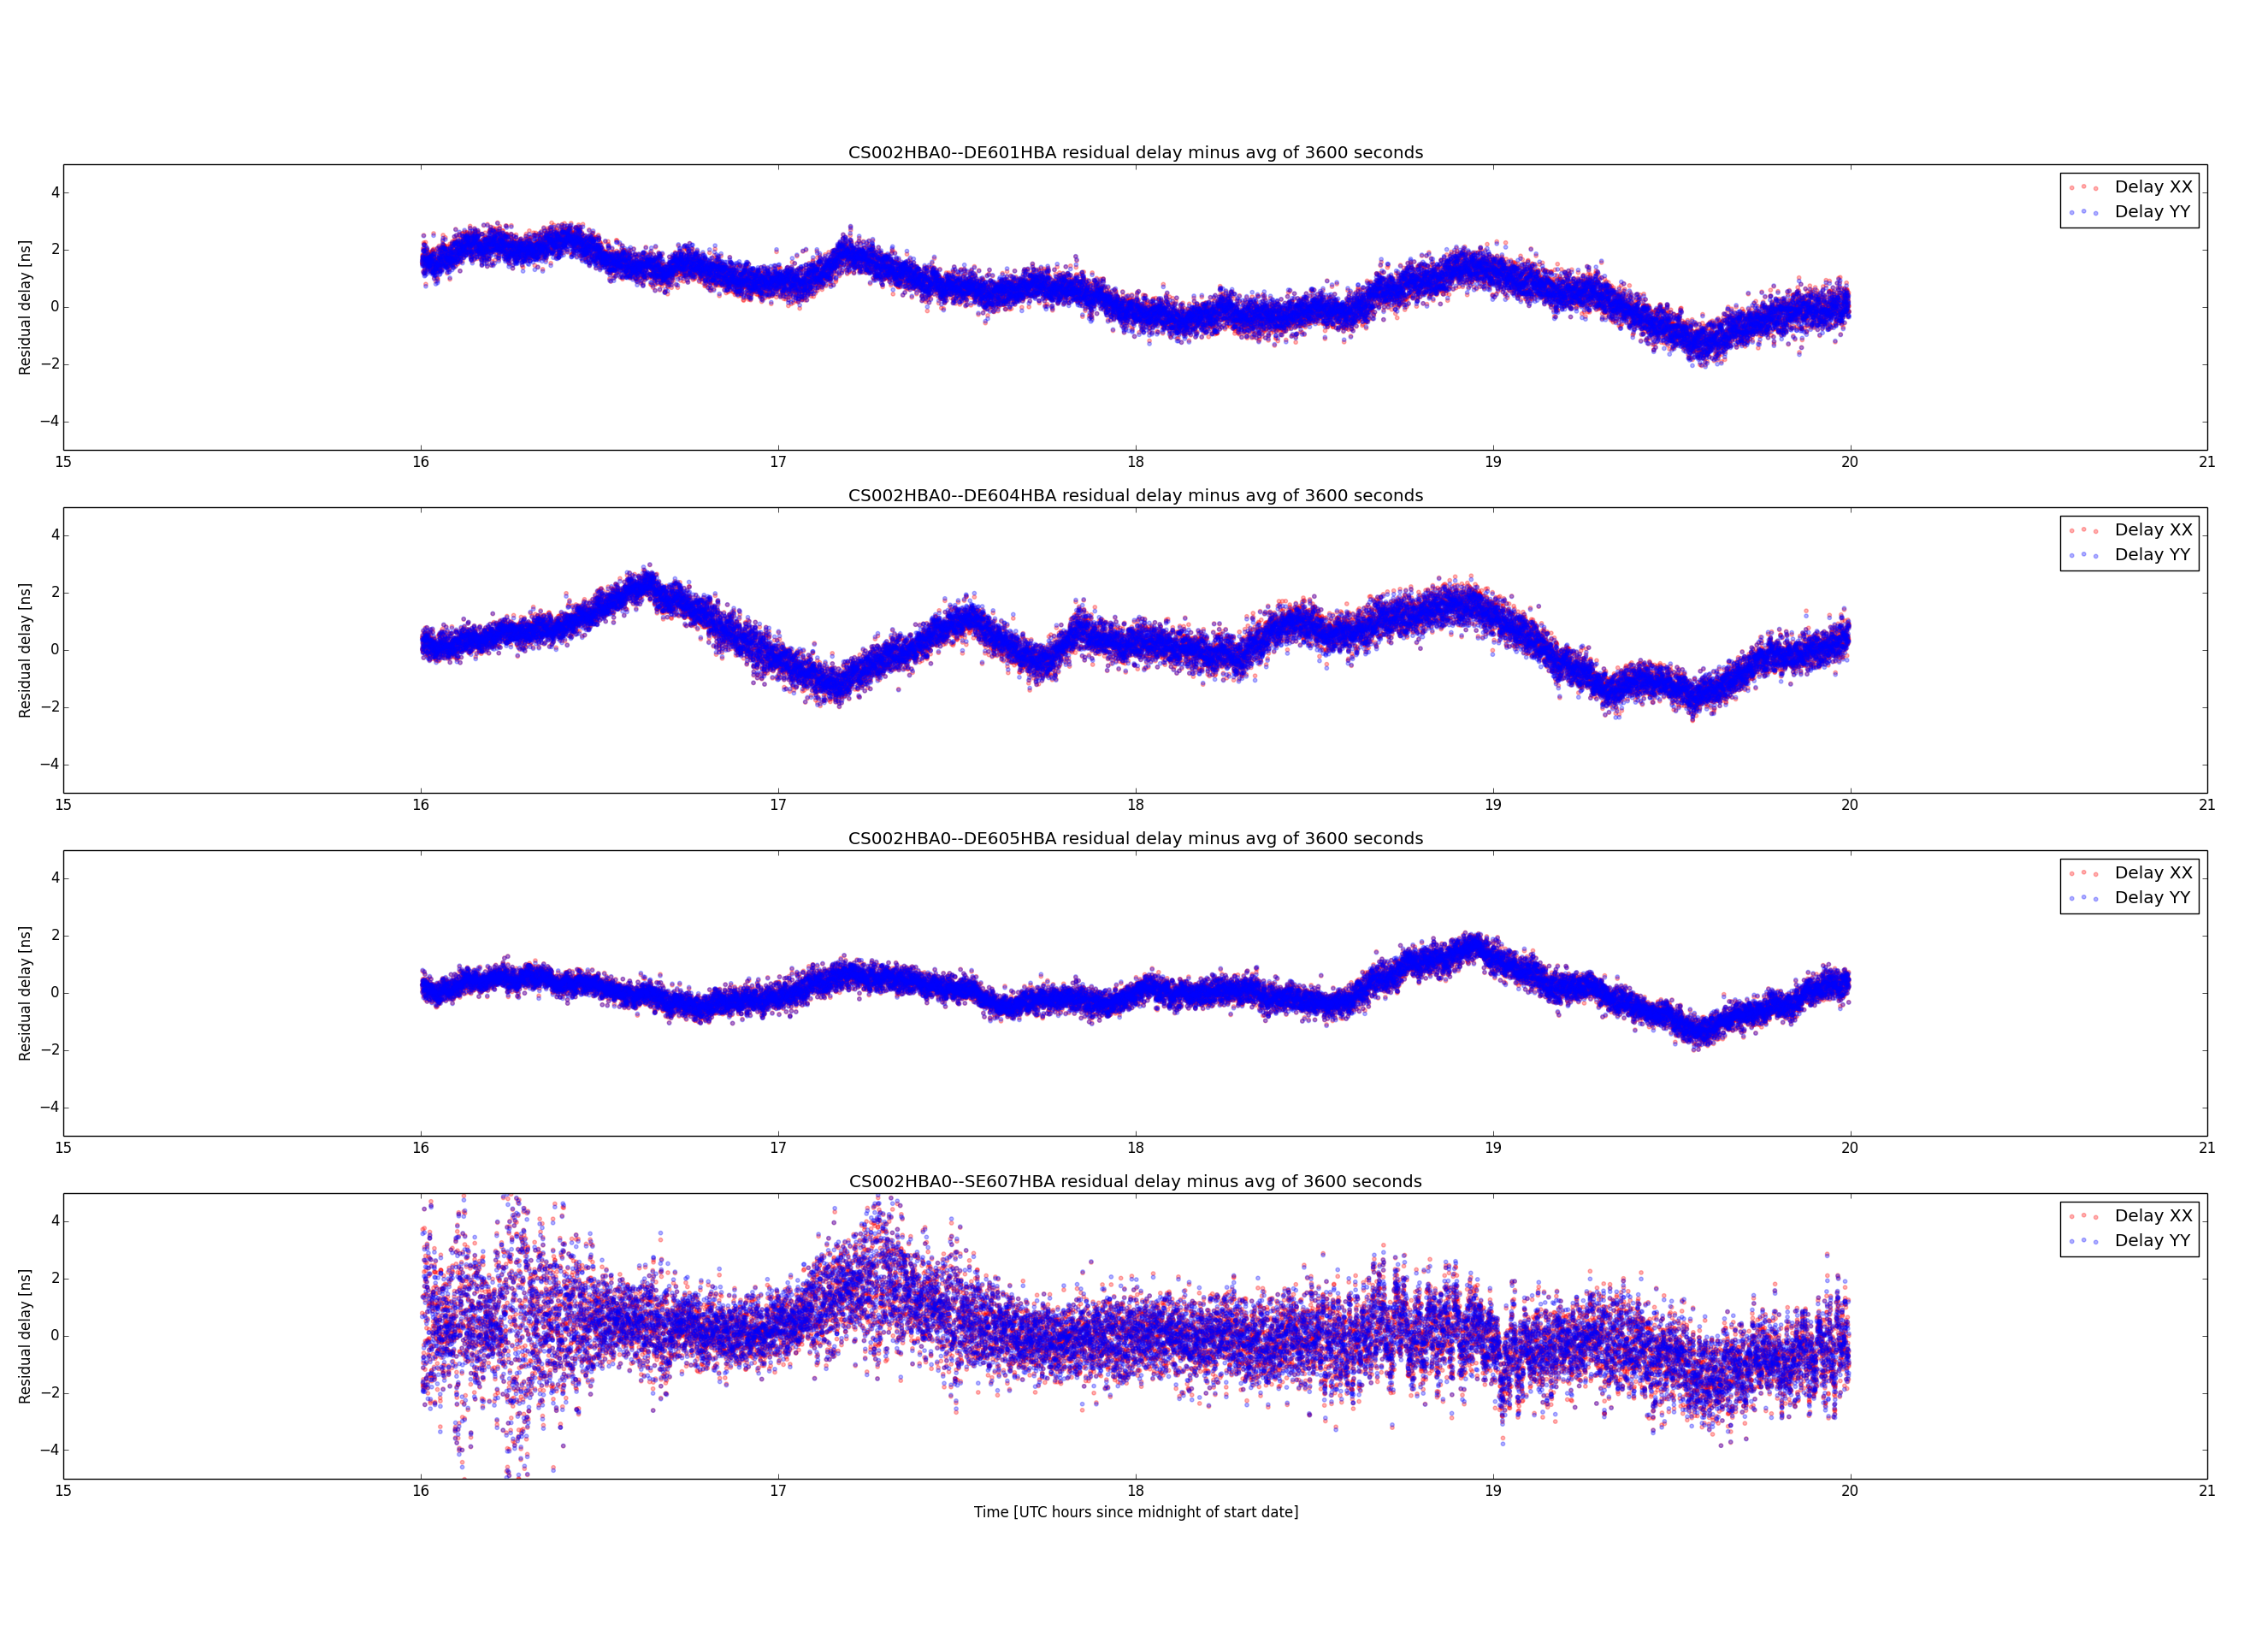 CS002HBA0--DE601HBA residual delay minus avg of 3600 seconds
Residual delay [ns]
4
2
0
−2
−4
Delay XX
Delay YY
15 16 17 18 19 20 21
CS002HBA0--DE604HBA residual delay minus avg of 3600 seconds
Residual delay [ns]
4
2
0
−2
−4
Delay XX
Delay YY
15 16 17 18 19 20 21
CS002HBA0--DE605HBA residual delay minus avg of 3600 seconds
Residual delay [ns]
4
2
0
−2
−4
Delay XX
Delay YY
15 16 17 18 19 20 21
CS002HBA0--SE607HBA residual delay minus avg of 3600 seconds
Residual delay [ns]
4
2
0
−2
−4
Delay XX
Delay YY
15 16 17 18 19 20 21
Time [UTC hours since midnight of start date]